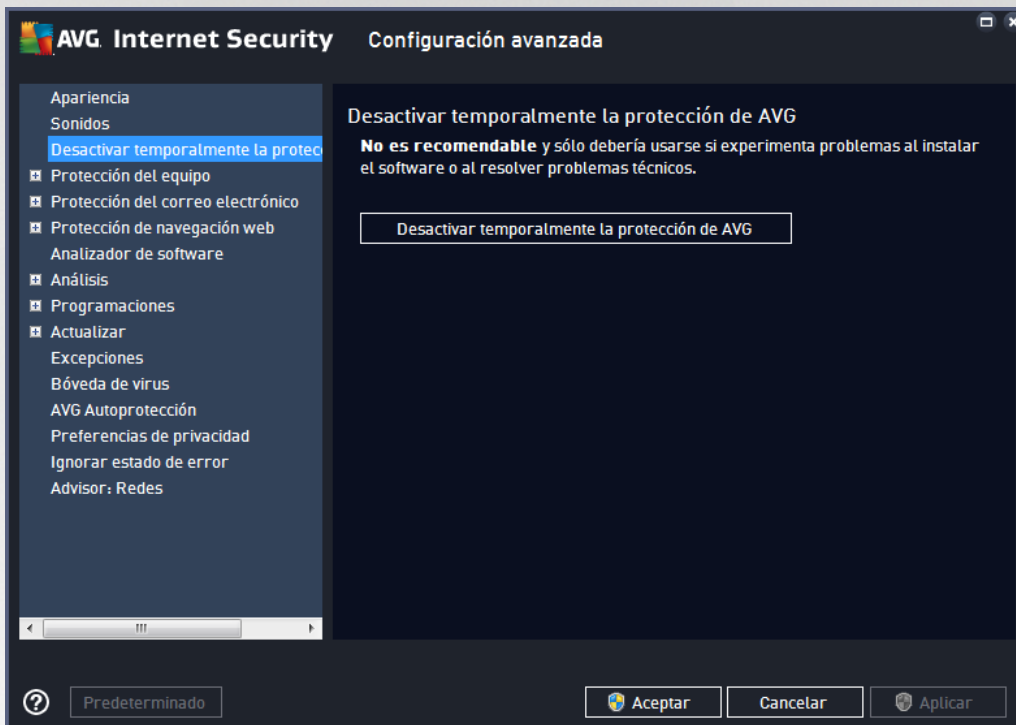 AVG Internet Security Configuración avanzada
Apariencia
Sonidos
Desactivar temporalmente la protec
Protección del equipo
Protección del correo electrónico
Protección de navegación web
Analizador de software
Análisis
Programaciones
Actualizar
Excepciones
Bóveda de virus
AVG Autoprotección
Preferencias de privacidad
Ignorar estado de error
Advisor: Redes
Desactivar temporalmente la protección de AVG
No es recomendable y sólo debería usarse si experimenta problemas al instalar
el software o al resolver problemas técnicos.
Desactivar temporalmente la protección de AVG
Predeterminado
Aceptar
Cancelar
Aplicar